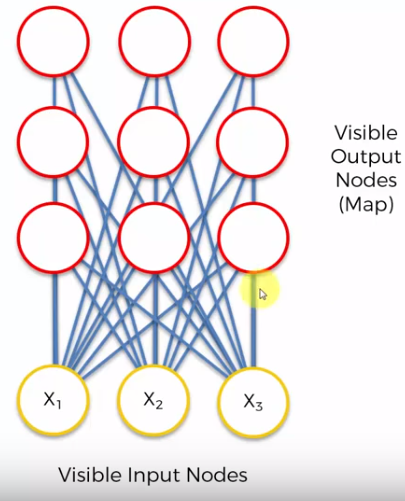 Visible
Output
Nodes
(Map)
X₁
X₂
X₃
Visible Input Nodes